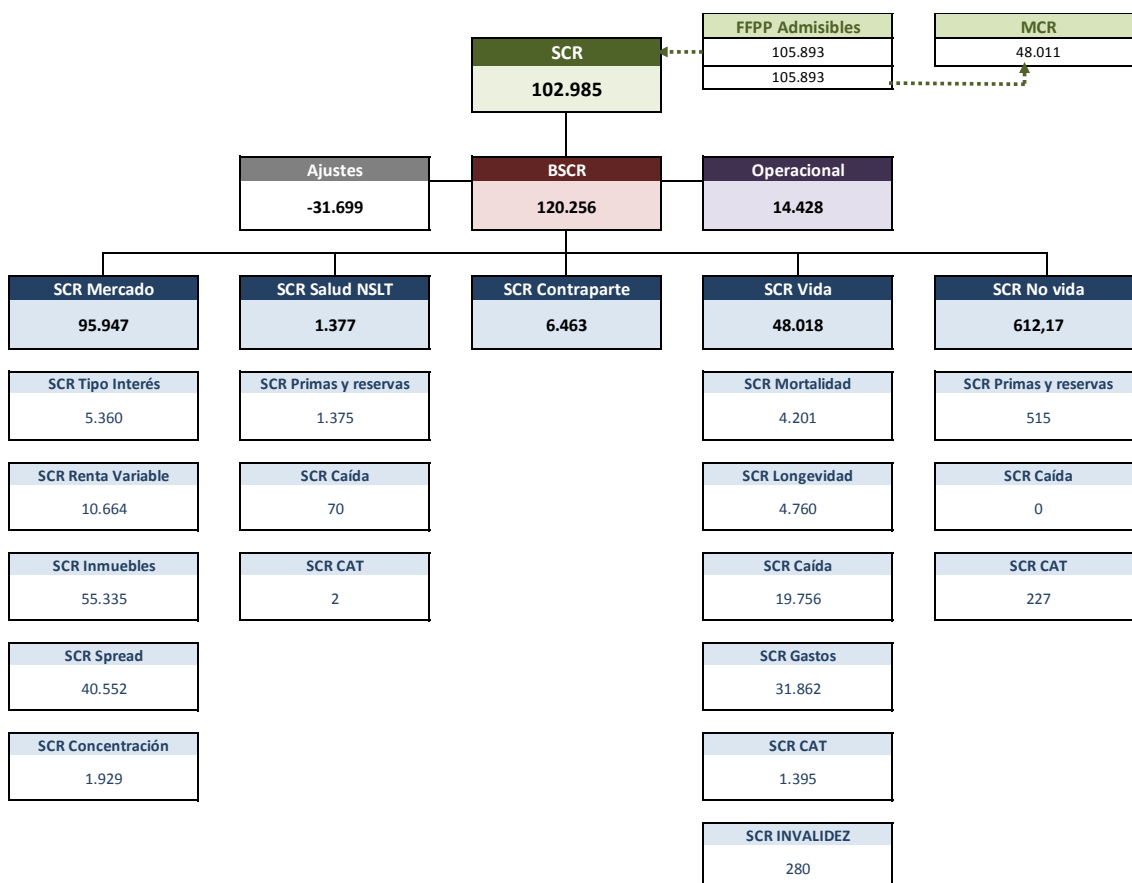 FFPP Admisibles
105.893
105.893
MCR
48.011
SCR
102.985
Ajustes
-31.699
BSCR
120.256
Operacional
14.428
SCR Mercado
95.947
SCR Salud NSLT
1.377
SCR Contraparte
6.463
SCR Vida
48.018
SCR No vida
612,17
SCR Tipo Interés
5.360
SCR Renta Variable
10.664
SCR Inmuebles
55.335
SCR Spread
40.552
SCR Concentración
1.929
SCR Primas y reservas
1.375
SCR Caída
70
SCR CAT
2
SCR Mortalidad
4.201
SCR Longevidad
4.760
SCR Caída
19.756
SCR Gastos
31.862
SCR CAT
1.395
SCR INVALIDEZ
280
SCR Primas y reservas
515
SCR Caída
0
SCR CAT
227